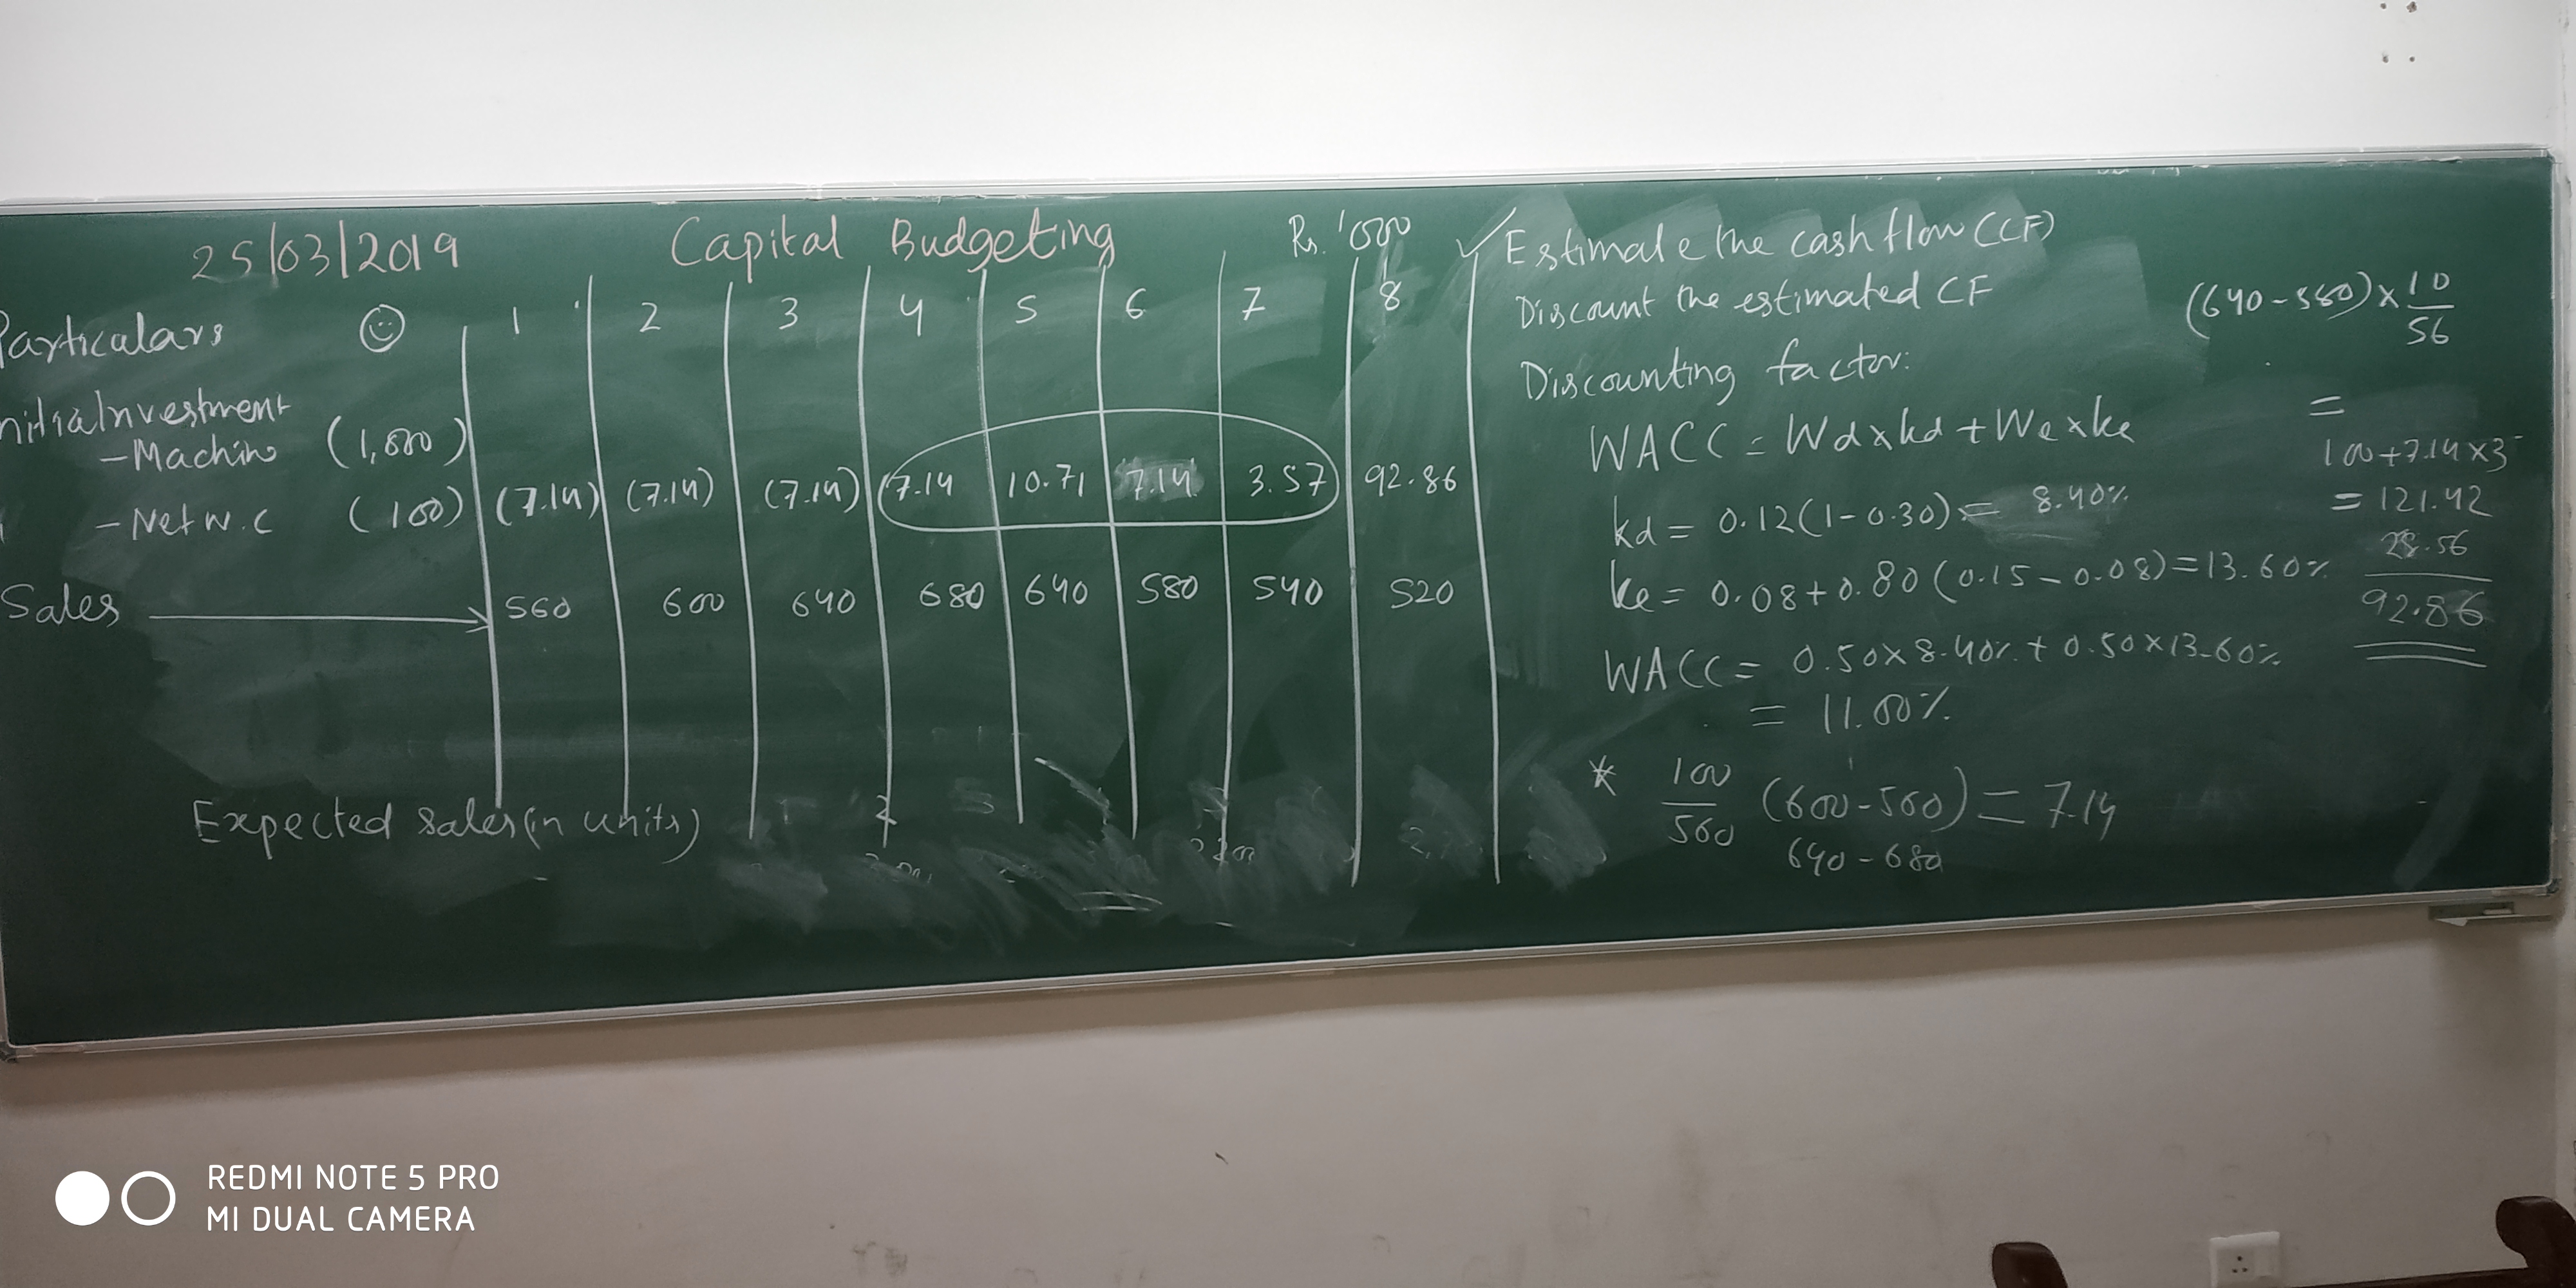 25/03/2019 Capital Budgeting Rs. '000
Particulars 1 2 3 4 5 6 7 8
Initial Investment
- Machine (1,000)
- Net W.C (100) (7.14) (7.14) (7.14) 7.14 10.71 7.14 3.57 92.86
Sales 560 600 640 680 640 580 540 520
Expected sales (in units)
✓ Estimate the cash flow (CF)
Discount the estimated CF
Discounting factor:
WACC = Wd x kd + We x ke
kd = 0.12 (1 - 0.30) = 8.40%
ke = 0.08 + 0.80 (0.15 - 0.08) = 13.60%
WACC = 0.50 x 8.40% + 0.50 x 13.60%
= 11.00%
* 100/560 (600 - 560) = 7.14
640 - 680
(640 - 580) x 10/56
=
100 + 7.14 x 3
= 121.42
28.56
92.86
REDMI NOTE 5 PRO
MI DUAL CAMERA